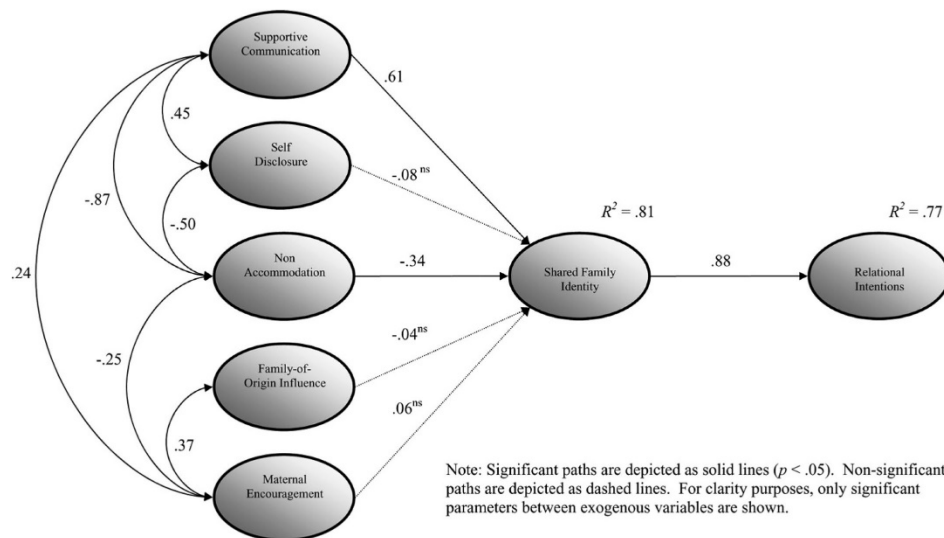 Supportive
Communication
.61
.45
Self
Disclosure
-.08 ns
-.87
-.50
R² = .81
R² = .77
.24
Non
Accommodation
-.34
Shared Family
Identity
.88
Relational
Intentions
-.25
-.04ns
Family-of-
Origin Influence
.06ns
.37
Maternal
Encouragement
Note: Significant paths are depicted as solid lines (p < .05). Non-significant
paths are depicted as dashed lines. For clarity purposes, only significant
parameters between exogenous variables are shown.